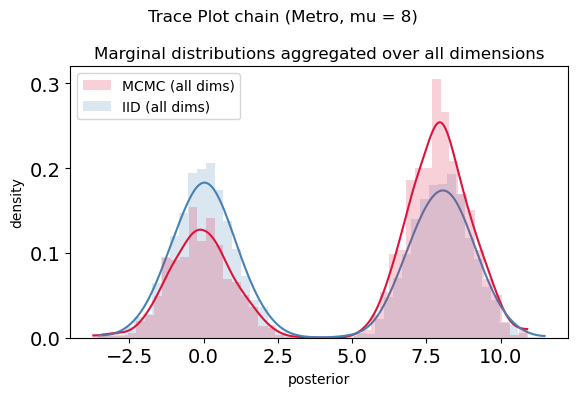 Trace Plot chain (Metro, mu = 8)
Marginal distributions aggregated over all dimensions
MCMC (all dims)
IID (all dims)
density
0.3
0.2
0.1
0.0
−2.5 0.0 2.5 5.0 7.5 10.0
posterior